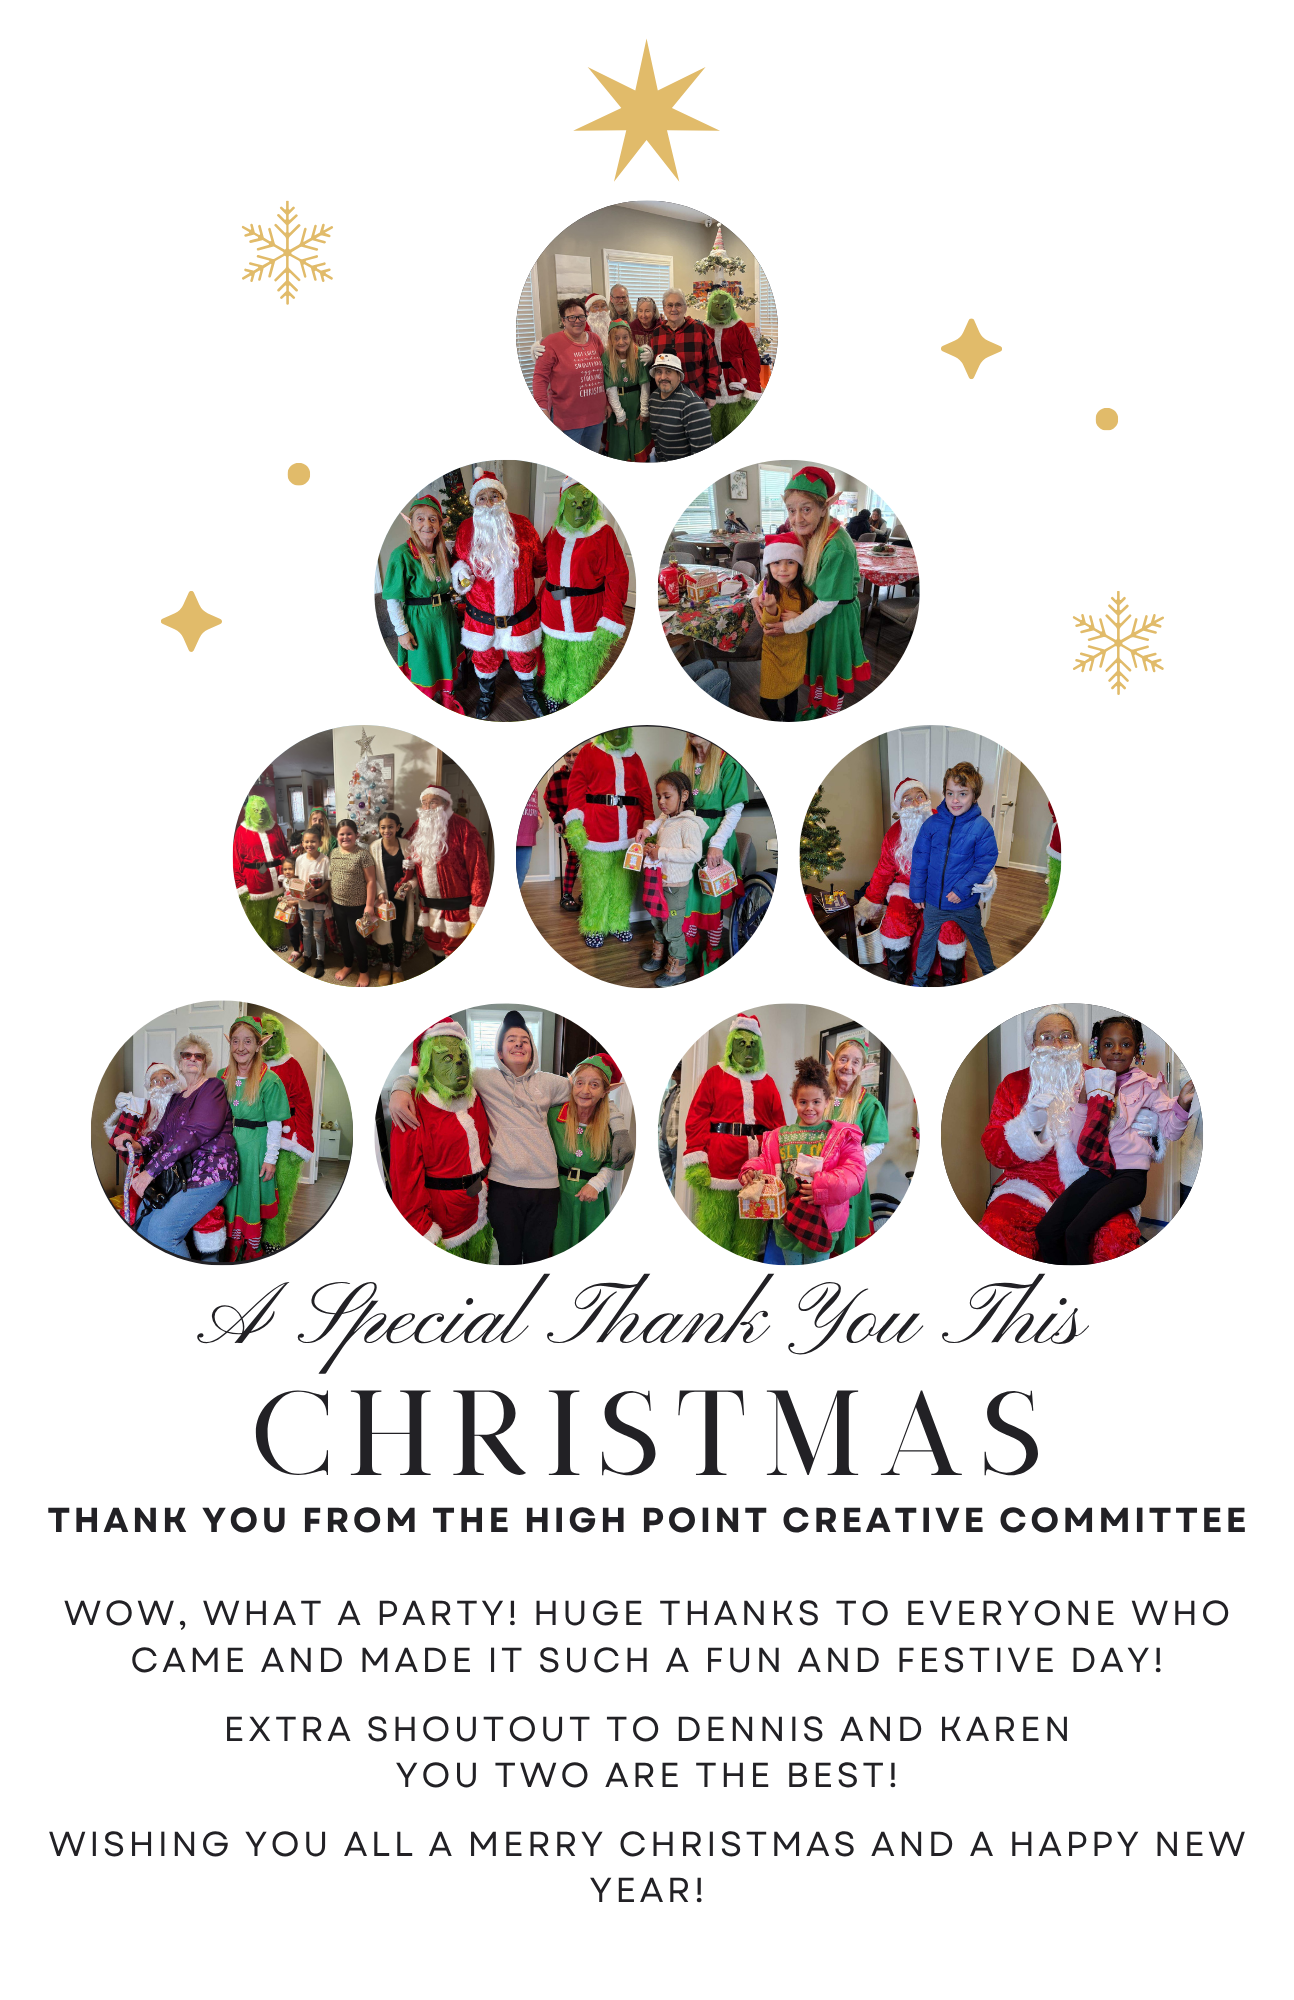 A Special Thank You This
CHRISTMAS
THANK YOU FROM THE HIGH POINT CREATIVE COMMITTEE
WOW, WHAT A PARTY! HUGE THANKS TO EVERYONE WHO
CAME AND MADE IT SUCH A FUN AND FESTIVE DAY!
EXTRA SHOUTOUT TO DENNIS AND KAREN
YOU TWO ARE THE BEST!
WISHING YOU ALL A MERRY CHRISTMAS AND A HAPPY NEW
YEAR!